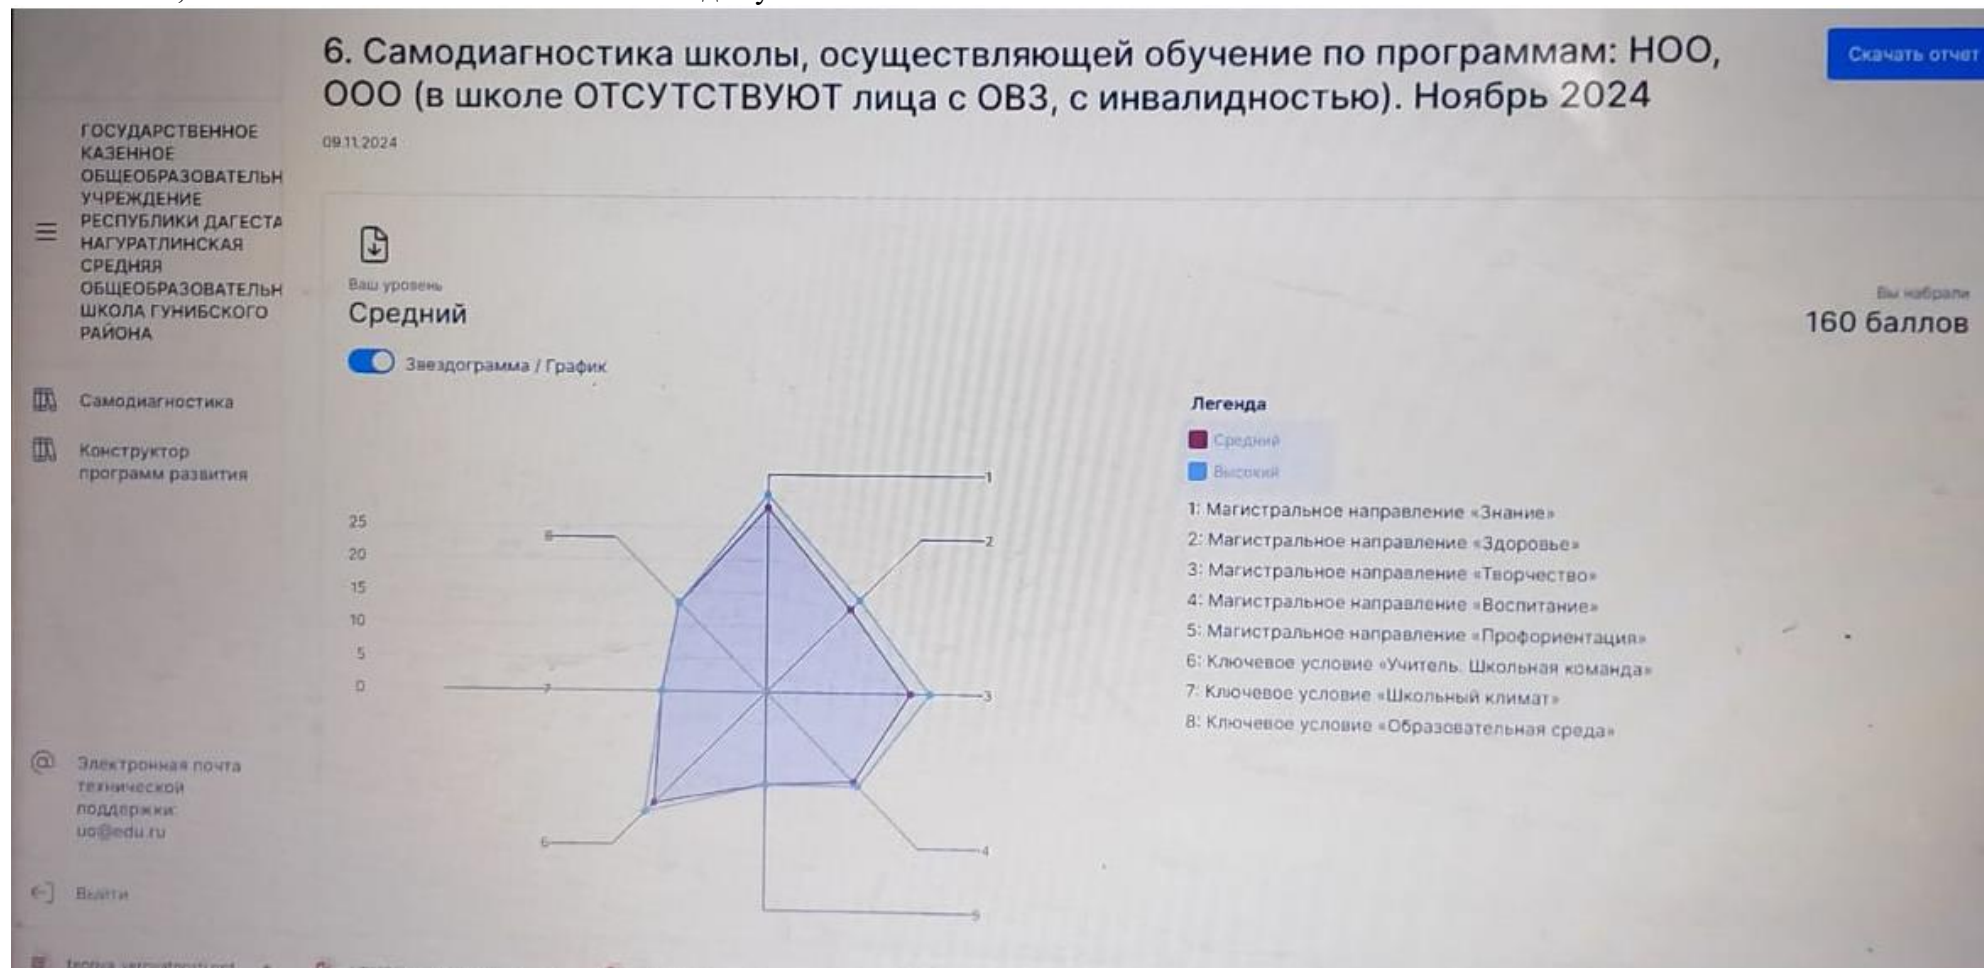 6. Самодиагностика школы, осуществляющей обучение по программам: НОО,
ООО (в школе ОТСУТСТВУЮТ лица с ОВЗ, с инвалидностью). Ноябрь 2024
Скачать отчет
09.11.2024
ГОСУДАРСТВЕННОЕ
КАЗЕННОЕ
ОБЩЕОБРАЗОВАТЕЛЬН
УЧРЕЖДЕНИЕ
РЕСПУБЛИКИ ДАГЕСТА
НАГУРАТЛИНСКАЯ
СРЕДНЯЯ
ОБЩЕОБРАЗОВАТЕЛЬН
ШКОЛА ГУНИБСКОГО
РАЙОНА
Самодиагностика
Конструктор
программ развития
Электронная почта
технической
поддержки:
uo@edu.ru
Выйти
Ваш уровень
Средний
Звездограмма / График
Вы набрали
160 баллов
25
20
15
10
5
0
1
2
3
4
5
6
7
8
Легенда
Средний
Высокий
1: Магистральное направление «Знание»
2: Магистральное направление «Здоровье»
3: Магистральное направление «Творчество»
4: Магистральное направление «Воспитание»
5: Магистральное направление «Профориентация»
6: Ключевое условие «Учитель. Школьная команда»
7: Ключевое условие «Школьный климат»
8: Ключевое условие «Образовательная среда»